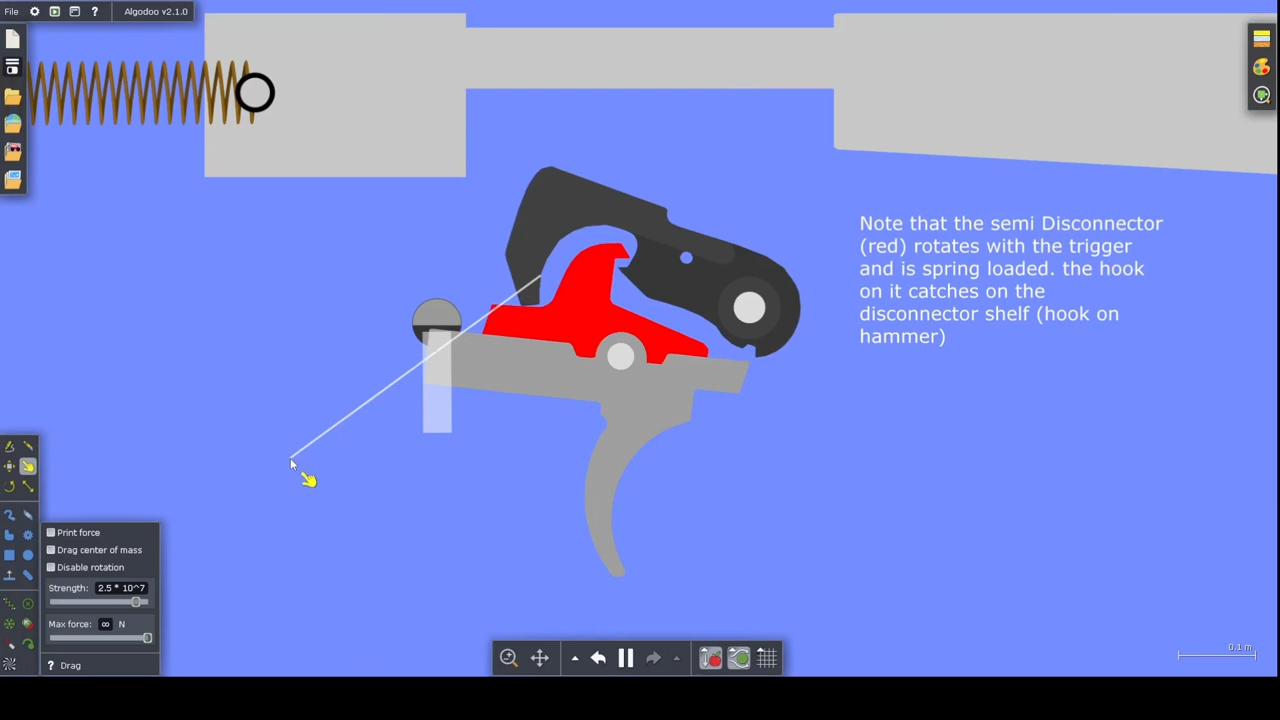 File
?
Algodoo v2.1.0
Note that the semi Disconnector
(red) rotates with the trigger
and is spring loaded. the hook
on it catches on the
disconnector shelf (hook on
hammer)
Print force
Drag center of mass
Disable rotation
Strength: 2.5 * 10^7
Max force: ∞ N
? Drag
0.1 m